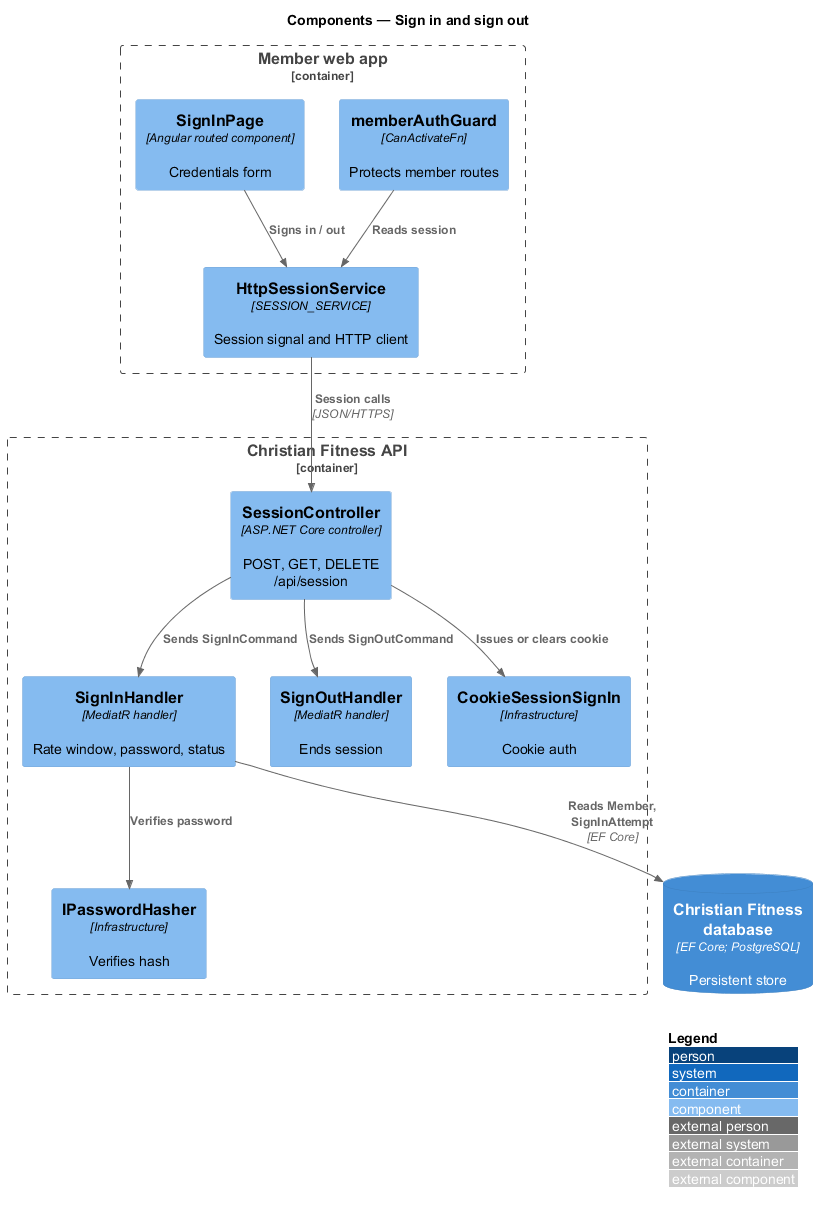 Components — Sign in and sign out
Member web app
[container]
SignInPage
[Angular routed component]
Credentials form
memberAuthGuard
[CanActivateFn]
Protects member routes
Signs in / out
Reads session
HttpSessionService
[SESSION_SERVICE]
Session signal and HTTP client
Session calls
[JSON/HTTPS]
Christian Fitness API
[container]
SessionController
[ASP.NET Core controller]
POST, GET, DELETE
/api/session
Sends SignInCommand
Sends SignOutCommand
Issues or clears cookie
SignInHandler
[MediatR handler]
Rate window, password, status
SignOutHandler
[MediatR handler]
Ends session
CookieSessionSignIn
[Infrastructure]
Cookie auth
Verifies password
Reads Member,
SignInAttempt
[EF Core]
IPasswordHasher
[Infrastructure]
Verifies hash
Christian Fitness
database
[EF Core; PostgreSQL]
Persistent store
Legend
person
system
container
component
external person
external system
external container
external component